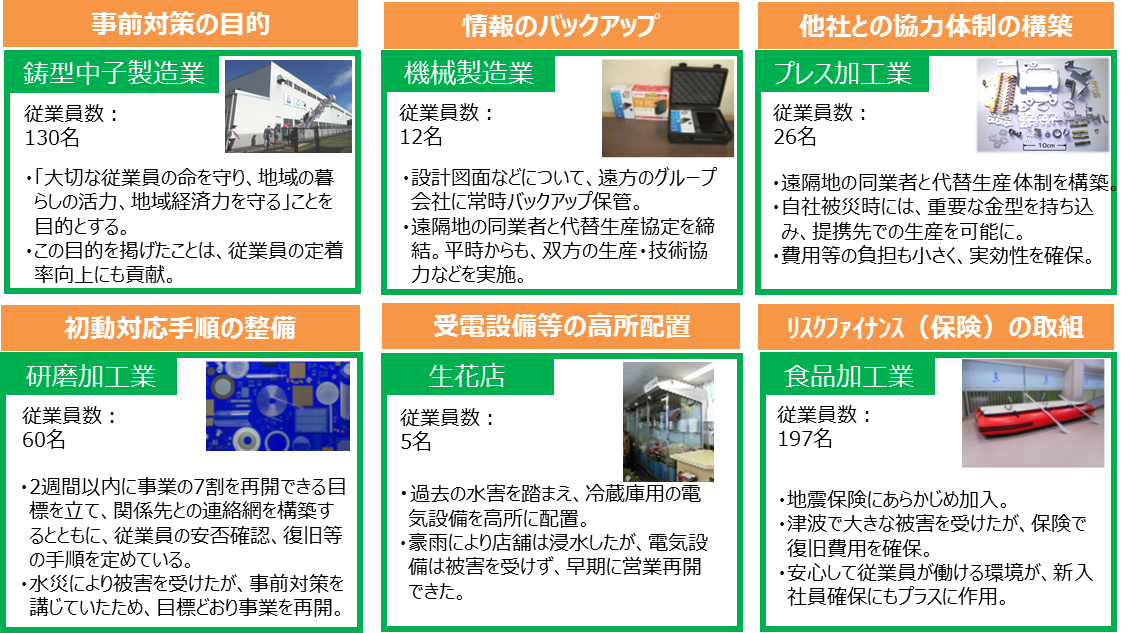 事前対策の目的
鋳型中子製造業
従業員数：
130名
・「大切な従業員の命を守り、地域の暮
らしの活力、地域経済力を守る」ことを
目的とする。
・この目的を掲げたことは、従業員の定着
率向上にも貢献。
情報のバックアップ
機械製造業
従業員数：
12名
・設計図面などについて、遠方のグループ
会社に常時バックアップ保管。
・遠隔地の同業者と代替生産協定を締
結。平時からも、双方の生産・技術協
力などを実施。
他社との協力体制の構築
プレス加工業
従業員数：
26名
10cm
・遠隔地の同業者と代替生産体制を構築。
・自社被災時には、重要な金型を持ち込
み、提携先での生産を可能に。
・費用等の負担も小さく、実効性を確保。
初動対応手順の整備
研磨加工業
従業員数：
60名
・2週間以内に事業の7割を再開できる目
標を立て、関係先との連絡網を構築す
るとともに、従業員の安否確認、復旧等
の手順を定めている。
・水災により被害を受けたが、事前対策を
講じていたため、目標どおり事業を再開。
受電設備等の高所配置
生花店
従業員数：
5名
・過去の水害を踏まえ、冷蔵庫用の電
気設備を高所に配置。
・豪雨により店舗は浸水したが、電気設
備は被害を受けず、早期に営業再開
できた。
ﾘｽｸﾌｧｲﾅﾝｽ（保険）の取組
食品加工業
従業員数：
197名
・地震保険にあらかじめ加入。
・津波で大きな被害を受けたが、保険で
復旧費用を確保。
・安心して従業員が働ける環境が、新入
社員確保にもプラスに作用。